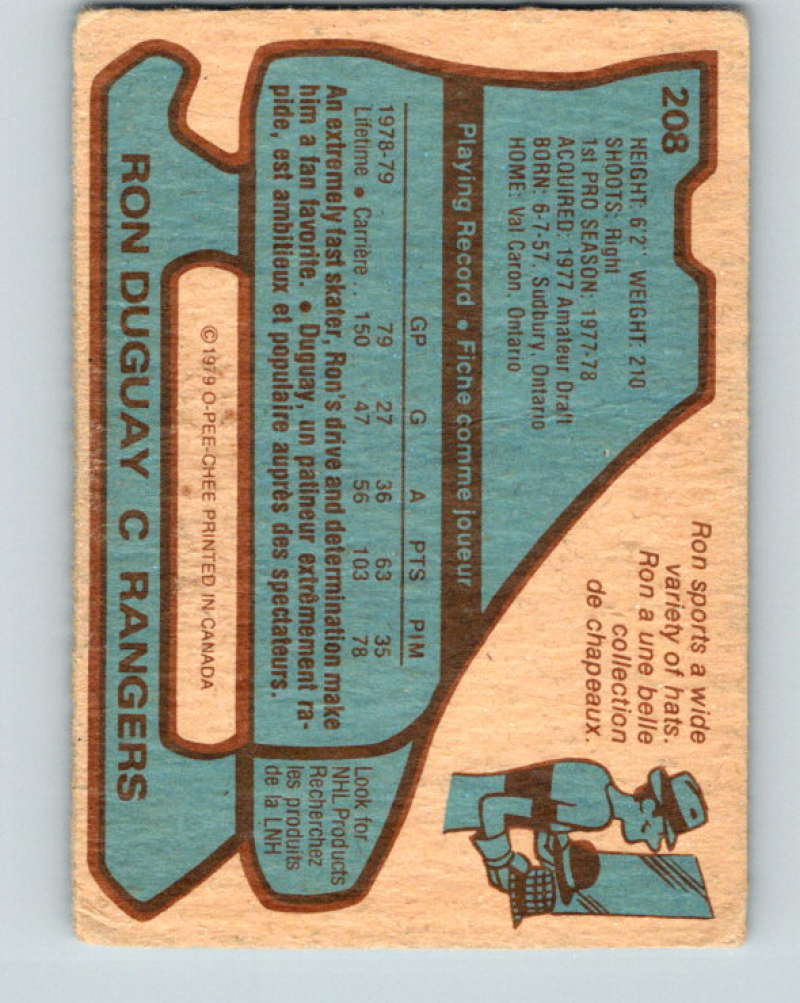 208
HEIGHT: 6'2" WEIGHT: 210
SHOOTS: Right
1st PRO SEASON: 1977-78
ACQUIRED: 1977 Amateur Draft
BORN: 6-7-57, Sudbury, Ontario
HOME: Val Caron, Ontario
Ron sports a wide
variety of hats.
Ron a une belle
collection
de chapeaux.
Playing Record • Fiche comme joueur
GP G A PTS PIM
1978-79 79 27 36 63 35
Lifetime • Carrière .. 150 47 56 103 78
An extremely fast skater, Ron's drive and determination make
him a fan favorite. • Duguay, un patineur extrêmement ra-
pide, est ambitieux et populaire auprès des spectateurs.
Look for
NHL Products
Recherchez
les produits
de la LNH
©1979 O-PEE-CHEE PRINTED IN CANADA
RON DUGUAY C RANGERS